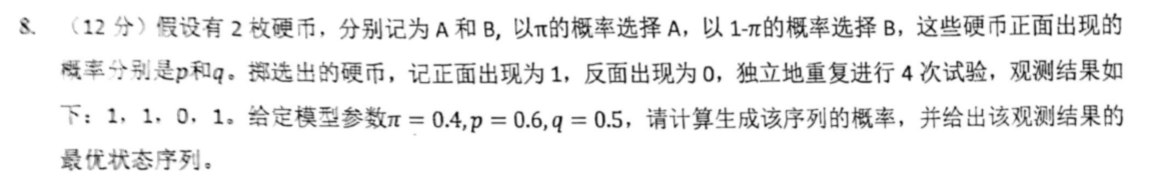 8. （12 分）假设有 2 枚硬币，分别记为 A 和 B, 以π的概率选择 A，以 1-π的概率选择 B，这些硬币正面出现的
概率分别是p和q。掷选出的硬币，记正面出现为 1，反面出现为 0，独立地重复进行 4 次试验，观测结果如
下：1，1，0，1。给定模型参数π = 0.4, p = 0.6, q = 0.5，请计算生成该序列的概率，并给出该观测结果的
最优状态序列。